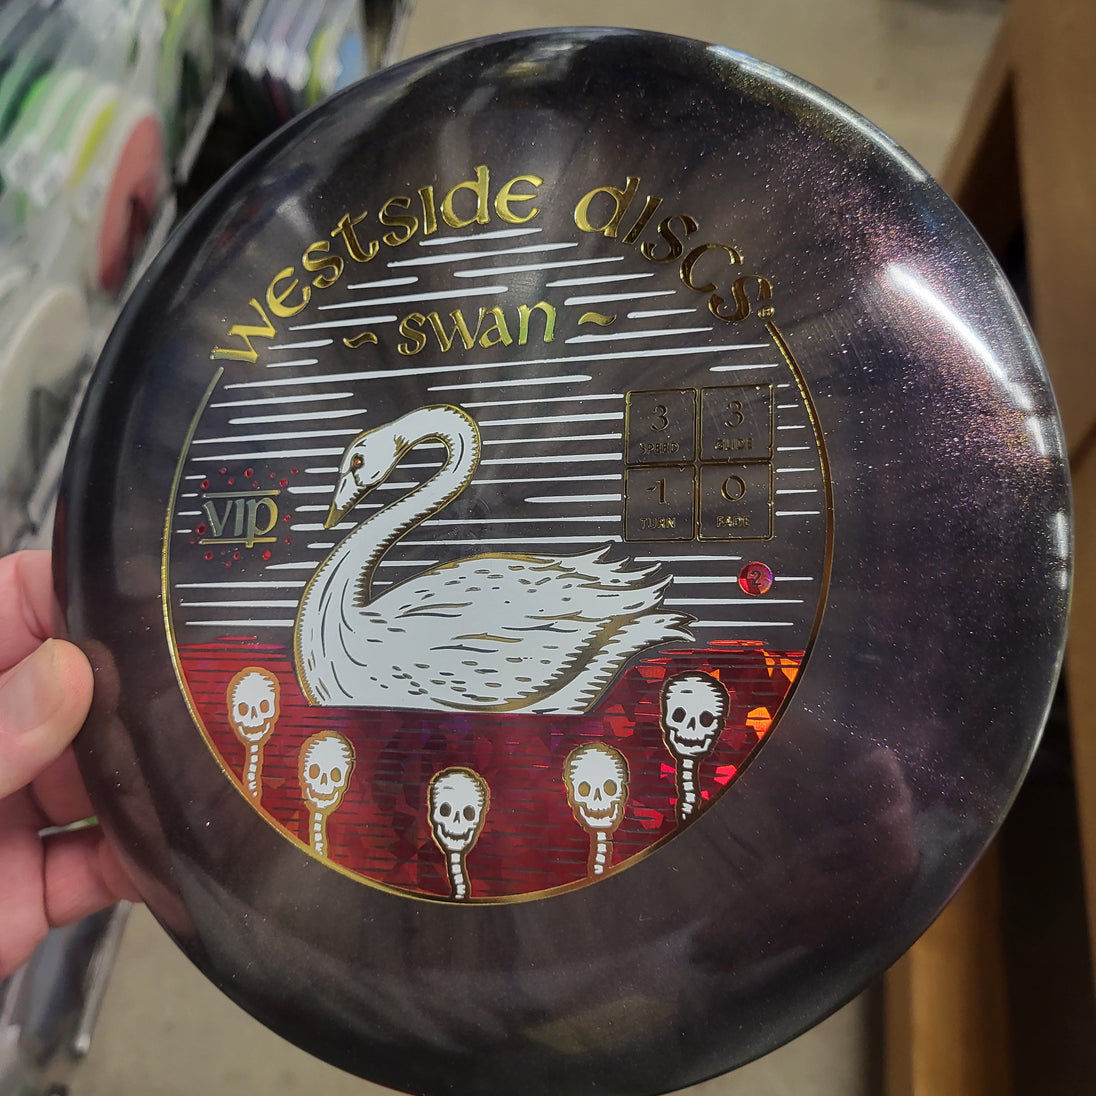 westside discs
~ swan ~
3 3
SPEED GLIDE
VIP
-1 0
TURN FADE
2